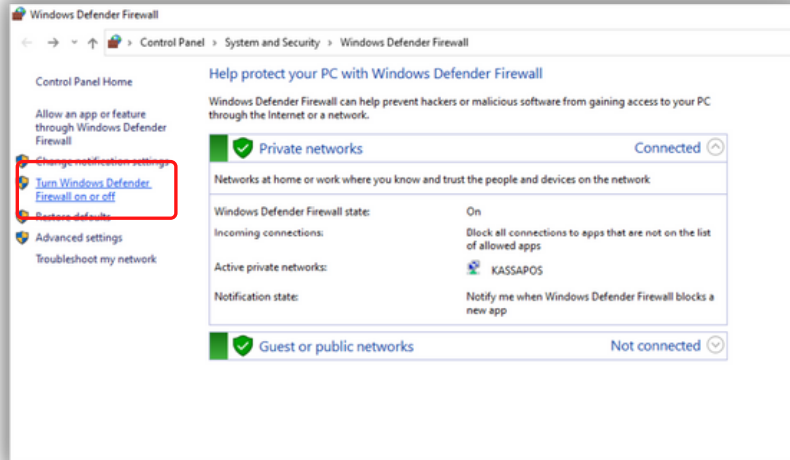 Windows Defender Firewall
Control Panel > System and Security > Windows Defender Firewall
Control Panel Home
Allow an app or feature
through Windows Defender
Firewall
Change notification settings
Turn Windows Defender
Firewall on or off
Restore defaults
Advanced settings
Troubleshoot my network
Help protect your PC with Windows Defender Firewall
Windows Defender Firewall can help prevent hackers or malicious software from gaining access to your PC
through the Internet or a network.
Private networks Connected
Networks at home or work where you know and trust the people and devices on the network
Windows Defender Firewall state: On
Incoming connections: Block all connections to apps that are not on the list
of allowed apps
Active private networks: KASSAPOS
Notification state: Notify me when Windows Defender Firewall blocks a
new app
Guest or public networks Not connected